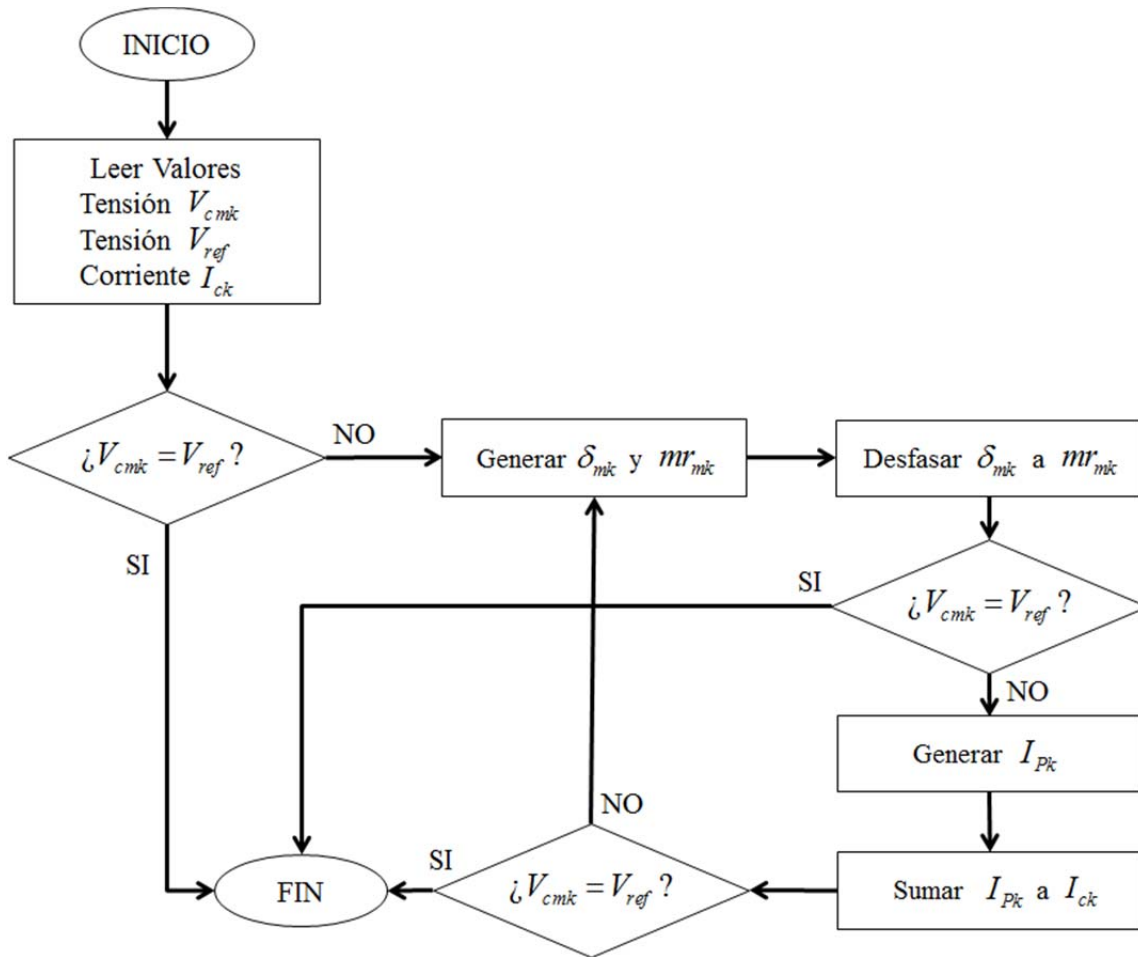 INICIO
Leer Valores
Tensión V_cmk
Tensión V_ref
Corriente I_ck
¿V_cmk = V_ref ?
NO
Generar δ_mk y mr_mk
Desfasar δ_mk a mr_mk
SI
SI
¿V_cmk = V_ref ?
NO
Generar I_Pk
NO
SI
FIN
¿V_cmk = V_ref ?
Sumar I_Pk a I_ck